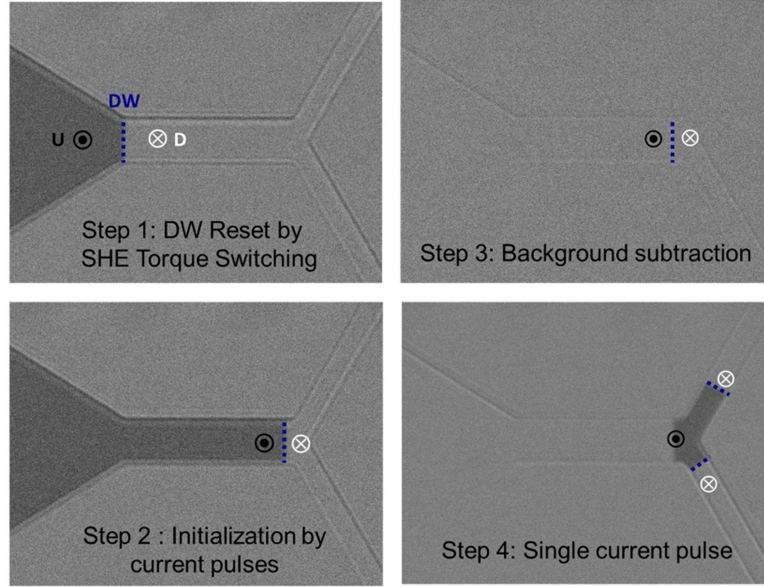 DW
U
D
Step 1: DW Reset by
SHE Torque Switching
Step 3: Background subtraction
Step 2 : Initialization by
current pulses
Step 4: Single current pulse